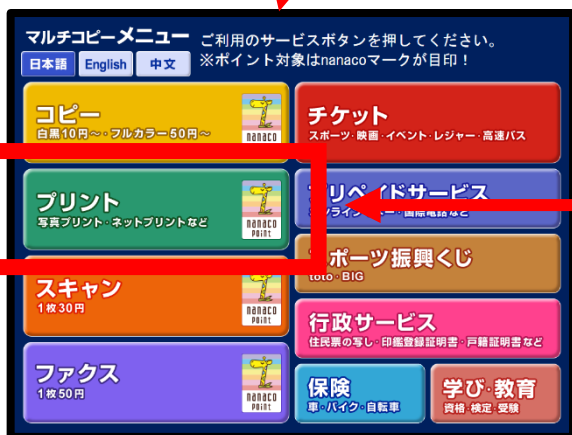 マルチコピーメニュー
ご利用のサービスボタンを押してください。
※ポイント対象はnanacoマークが目印！
日本語 English 中文
コピー
白黒10円～・フルカラー50円～
nanaco
プリント
写真プリント・ネットプリントなど
nanaco
Point
スキャン
1枚30円
nanaco
Point
ファクス
1枚50円
nanaco
Point
チケット
スポーツ・映画・イベント・レジャー・高速バス
リペイドサービス
国際電話など
ポーツ振興くじ
toto・BIG
行政サービス
住民票の写し・印鑑登録証明書・戸籍証明書など
保険
車・バイク・自転車
学び・教育
資格・検定・受験